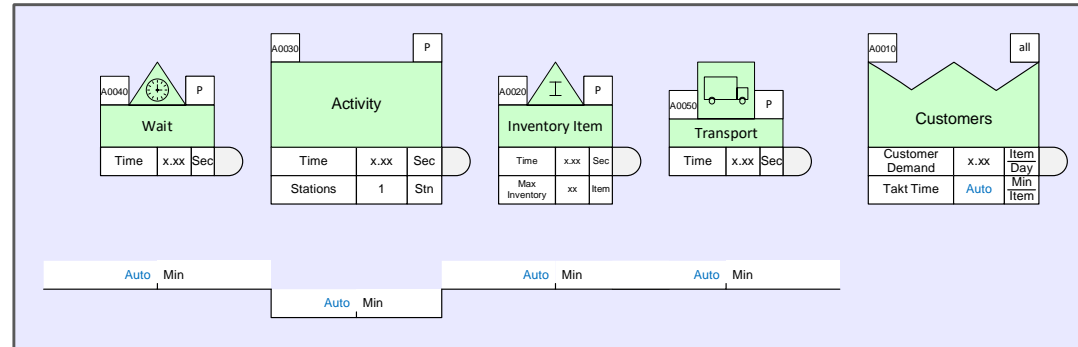 A0040 P
Wait
Time x.xx Sec
A0030 P
Activity
Time x.xx Sec
Stations 1 Stn
A0020 I P
Inventory Item
Time x.xx Sec
Max
Inventory xx Item
A0050 P
Transport
Time x.xx Sec
A0010 all
Customers
Customer
Demand x.xx Item
Day
Takt Time Auto Min
Item
Auto Min
Auto Min
Auto Min
Auto Min